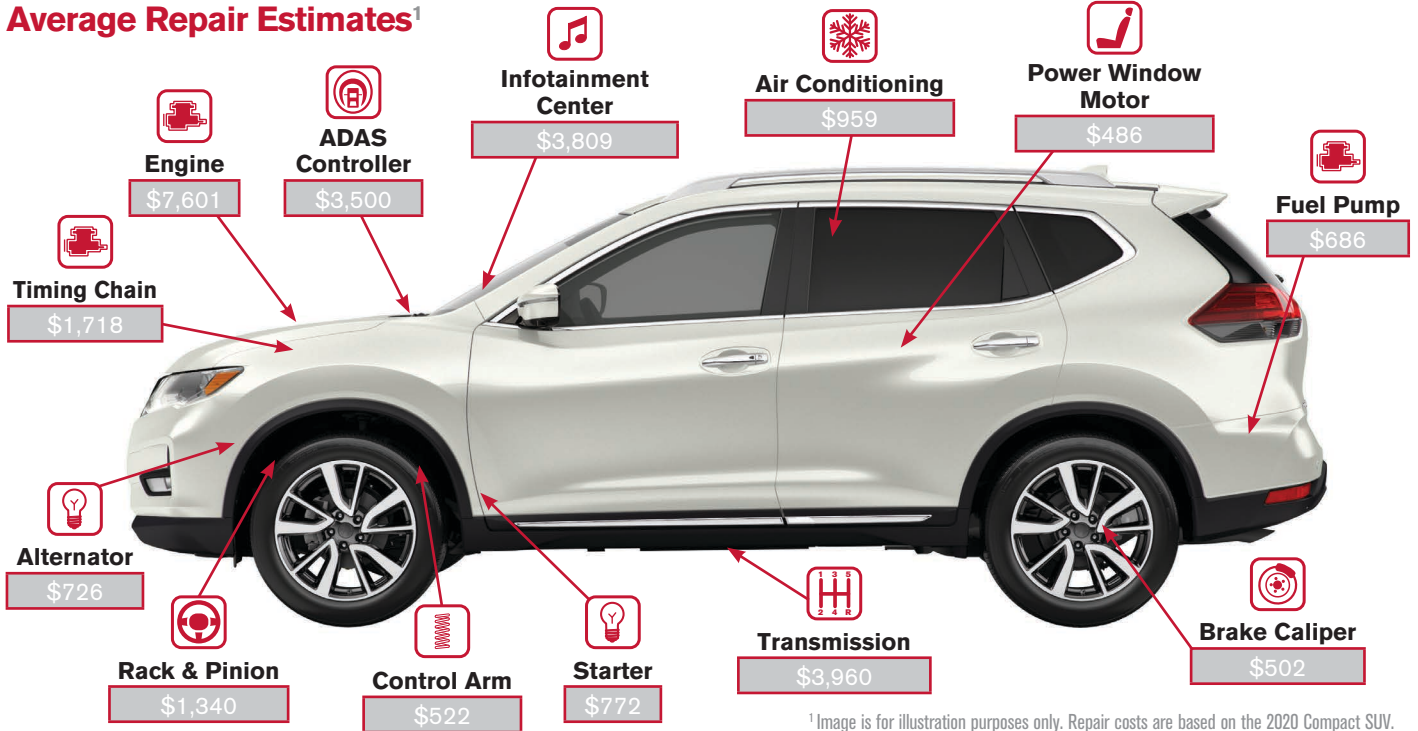 Average Repair Estimates¹
Infotainment
Center
$3,809
Air Conditioning
$959
Power Window
Motor
$486
Engine
$7,601
ADAS
Controller
$3,500
Fuel Pump
$686
Timing Chain
$1,718
Alternator
$726
Rack & Pinion
$1,340
Control Arm
$522
Starter
$772
1 3 5
2 4 R
Transmission
$3,960
Brake Caliper
$502
¹ Image is for illustration purposes only. Repair costs are based on the 2020 Compact SUV.